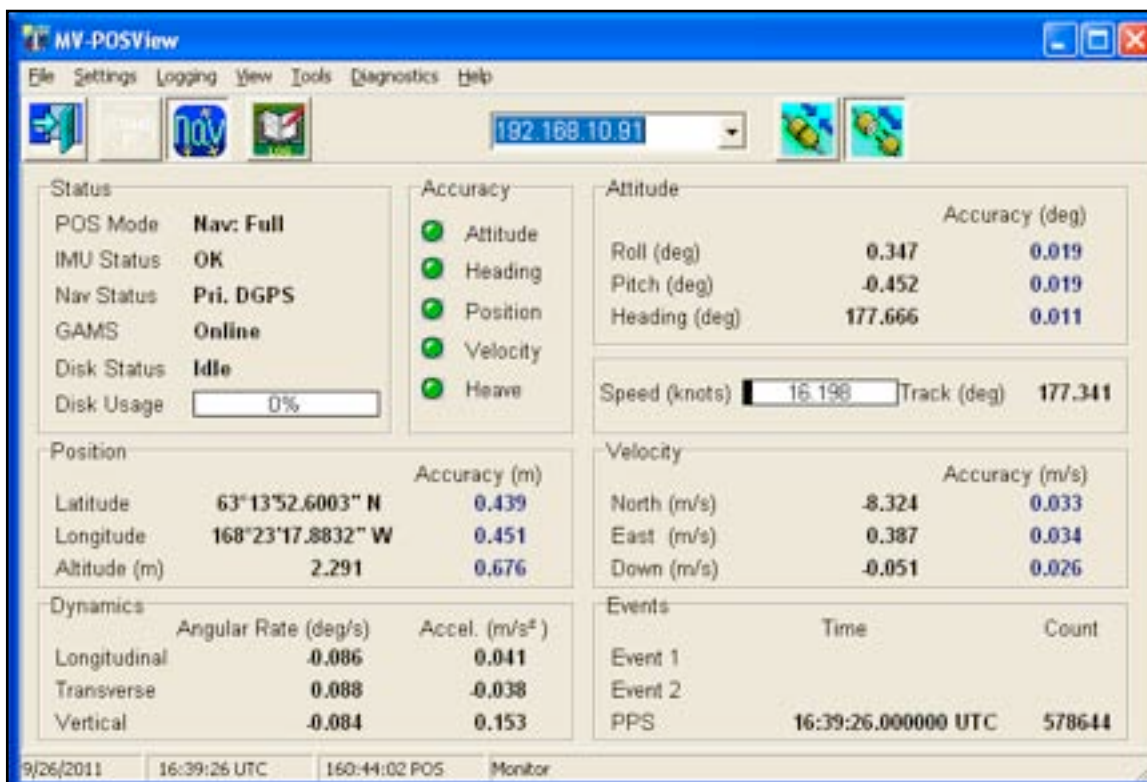 MV-POSView
File Settings Logging View Tools Diagnostics Help
Nav 192.168.10.91
Status
POS Mode Nav: Full
IMU Status OK
Nav Status Pri. DGPS
GAMS Online
Disk Status Idle
Disk Usage 0%
Accuracy
Attitude
Heading
Position
Velocity
Heave
Attitude
Accuracy (deg)
Roll (deg) 0.347 0.019
Pitch (deg) -0.452 0.019
Heading (deg) 177.666 0.011
Speed (knots) 16.198 Track (deg) 177.341
Position
Accuracy (m)
Latitude 63°13'52.6003" N 0.439
Longitude 168°23'17.8832" W 0.451
Altitude (m) 2.291 0.676
Velocity
Accuracy (m/s)
North (m/s) -8.324 0.033
East (m/s) 0.387 0.034
Down (m/s) -0.051 0.026
Dynamics
Angular Rate (deg/s) Accel. (m/s²)
Longitudinal -0.086 0.041
Transverse 0.088 -0.038
Vertical -0.084 0.153
Events
Time Count
Event 1
Event 2
PPS 16:39:26.000000 UTC 578644
9/26/2011 16:39:26 UTC 160:44:02 POS Monitor